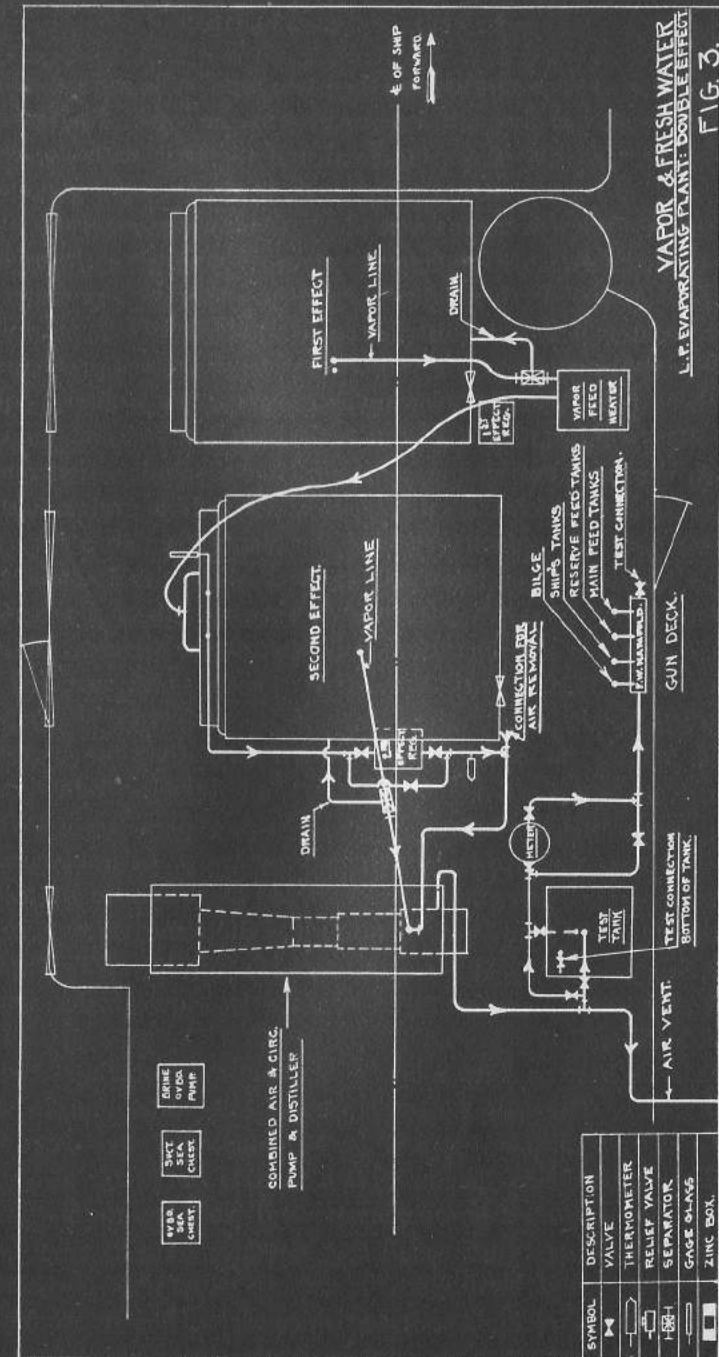 VAPOR & FRESH WATER
L.P. EVAPORATING PLANT: DOUBLE EFFECT.
FIG. 3.
℄ OF SHIP
FORWARD.
FIRST EFFECT
VAPOR LINE
DRAIN.
1ST
EFFECT
REG.
VAPOR
FEED
HEATER
SECOND EFFECT.
VAPOR LINE
EFFECT
REG.
DRAIN
CONNECTION FOR
AIR REMOVAL
BILGE
SHIP'S TANKS
RESERVE FEED TANKS
MAIN FEED TANKS
TEST CONNECTION.
F.W. MANIFOLD.
GUN DECK.
METER
TEST
TANK
TEST CONNECTION
BOTTOM OF TANK.
AIR VENT.
COMBINED AIR & CIRC.
PUMP & DISTILLER
BRINE
OVBD.
PUMP.
SUCT.
SEA
CHEST.
OVBD.
SEA
CHEST.
SYMBOL DESCRIPTION
VALVE
THERMOMETER
RELIEF VALVE
SEPARATOR
GAGE GLASS
ZINC BOX.